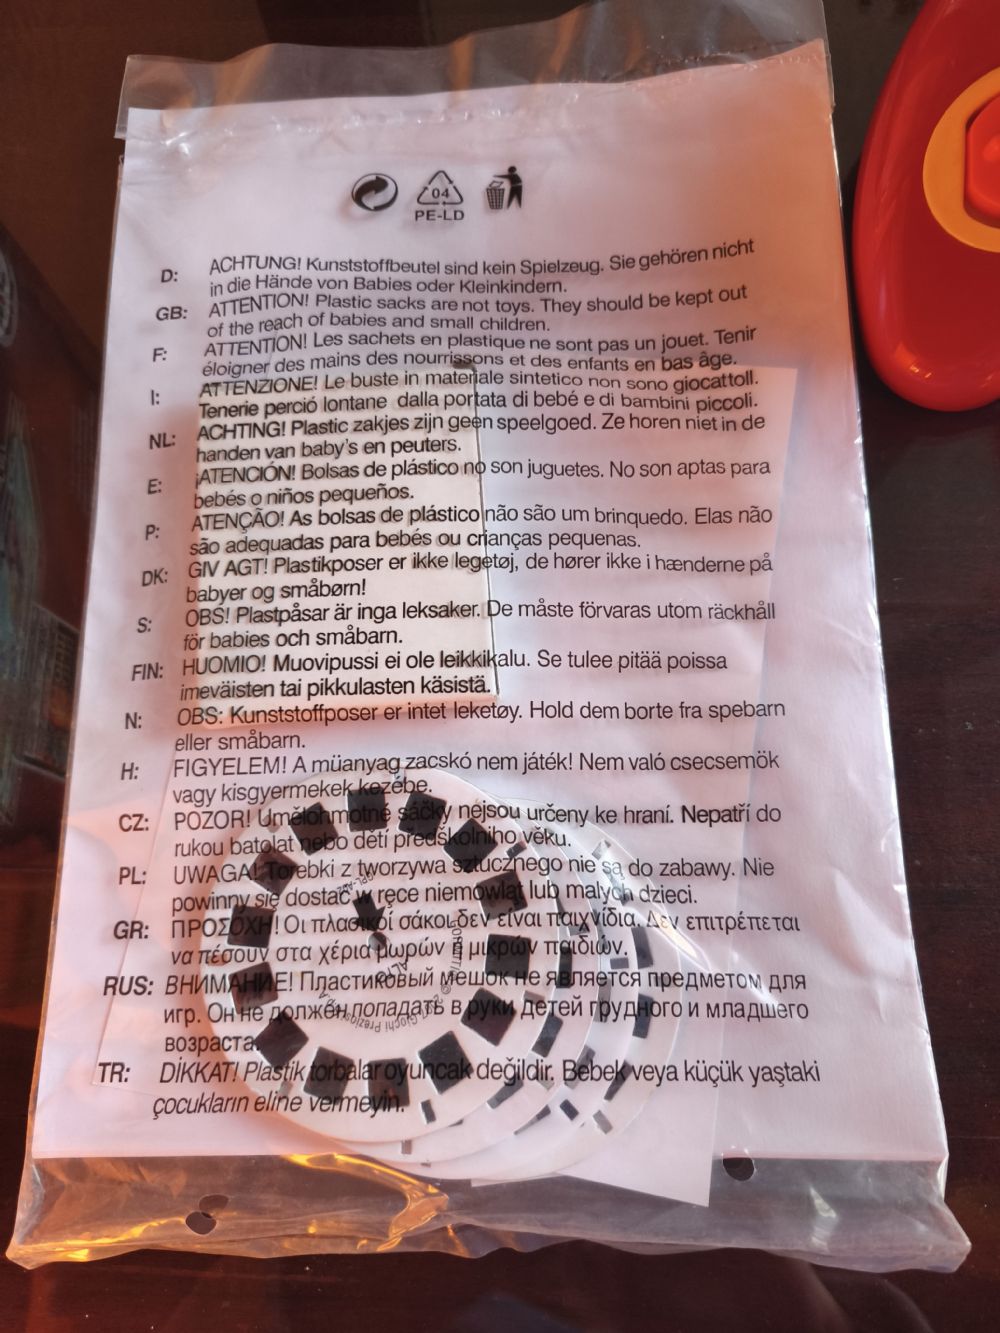 04
PE-LD
D: ACHTUNG! Kunststoffbeutel sind kein Spielzeug. Sie gehören nicht
in die Hände von Babies oder Kleinkindern.
GB: ATTENTION! Plastic sacks are not toys. They should be kept out
of the reach of babies and small children.
F: ATTENTION! Les sachets en plastique ne sont pas un jouet. Tenir
éloigner des mains des nourrissons et des enfants en bas âge.
I: ATTENZIONE! Le buste in materiale sintetico non sono giocattoll.
Tenerie perció lontane dalla portata di bebé e di bambini piccoli.
NL: ACHTING! Plastic zakjes zijn geen speelgoed. Ze horen niet in de
handen van baby's en peuters.
E: ¡ATENCIÓN! Bolsas de plástico no son juguetes. No son aptas para
bebés o niños pequeños.
P: ATENÇÃO! As bolsas de plástico não são um brinquedo. Elas não
são adequadas para bebés ou crianças pequenas.
DK: GIV AGT! Plastikposer er ikke legetøj, de hører ikke i hænderne på
babyer og småbørn!
S: OBS! Plastpåsar är inga leksaker. De måste förvaras utom räckhåll
för babies och småbarn.
FIN: HUOMIO! Muovipussi ei ole leikkikalu. Se tulee pitää poissa
imeväisten tai pikkulasten käsistä.
N: OBS: Kunststoffposer er intet leketøy. Hold dem borte fra spebarn
eller småbarn.
H: FIGYELEM! A müanyag zacskó nem játék! Nem való csecsemök
vagy kisgyermekek kezébe.
CZ: POZOR! Umělohmotné sáčky nejsou určeny ke hraní. Nepatří do
rukou batolat nebo dětí předškolního věku.
PL: UWAGA! Torebki z tworzywa sztucznego nie są do zabawy. Nie
powinny się dostać w ręce niemowląt lub malych dzieci.
GR: ΠΡΟΣΟΧΗ! Οι πλασικοί σάκοι δεν είναι παιχνίδια. Δεν επιτρέπεται
να πέσουν στα χέρια μωρών ή μικρών παιδιών.
RUS: ВНИМАНИЕ! Пластиковый мешок не является предметом для
игр. Он не должен попадать в руки детей грудного и младшего
возраста.
TR: DİKKAT! Plastik torbalar oyuncak değildir. Bebek veya küçük yaştaki
çocukların eline vermeyin.
Giochi Preziosi